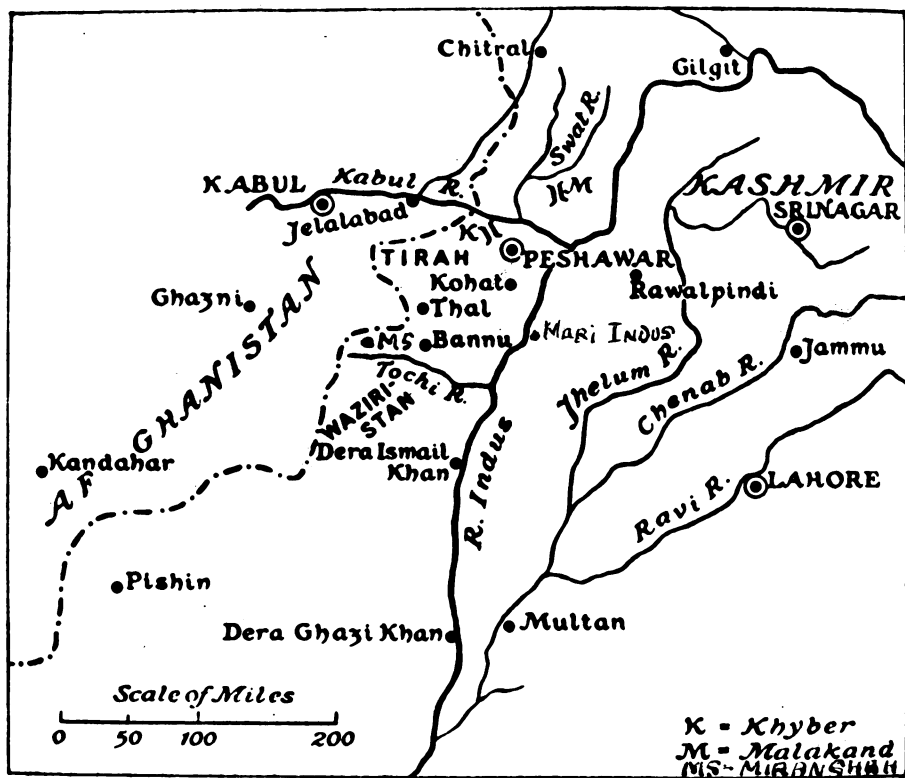 Chitral
Gilgit
Swat R.
KABUL
Kabul R.
M
KASHMIR
Jelalabad
SRINAGAR
K
TIRAH
PESHAWAR
Kohat
Rawalpindi
Ghazni
Thal
AFGHANISTAN
MS
Bannu
MARI INDUS
Jammu
Tochi R.
Jhelum R.
Chenab R.
WAZIRI-
STAN
Kandahar
Dera Ismail
Khan
R. Indus
LAHORE
Ravi R.
Pishin
Dera Ghazi Khan
Multan
Scale of Miles
0 50 100 200
K = Khyber
M = Malakand
MS - MIRANSHAH